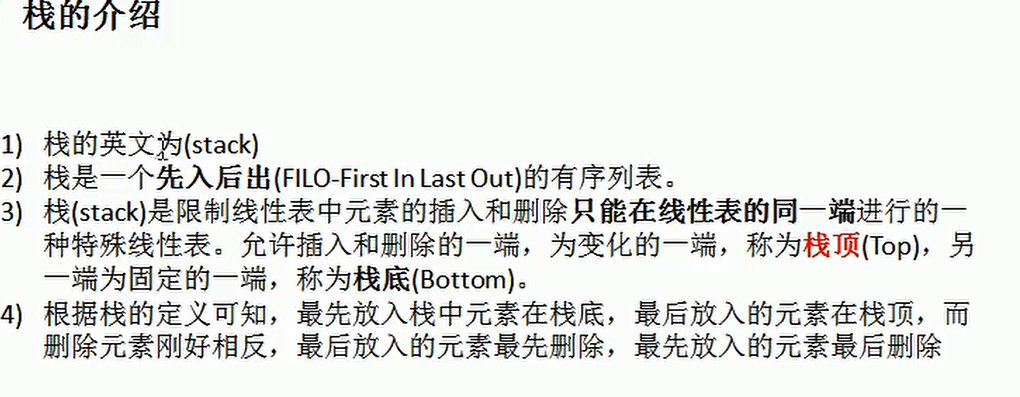 栈的介绍
1) 栈的英文为(stack)
2) 栈是一个先入后出(FILO-First In Last Out)的有序列表。
3) 栈(stack)是限制线性表中元素的插入和删除只能在线性表的同一端进行的一
种特殊线性表。允许插入和删除的一端，为变化的一端，称为栈顶(Top)，另
一端为固定的一端，称为栈底(Bottom)。
4) 根据栈的定义可知，最先放入栈中元素在栈底，最后放入的元素在栈顶，而
删除元素刚好相反，最后放入的元素最先删除，最先放入的元素最后删除